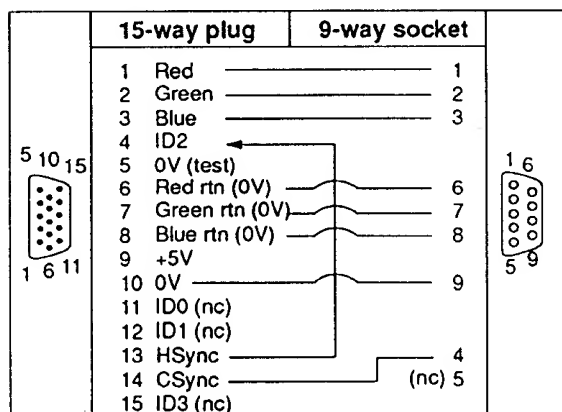 15-way plug 9-way socket
1 Red 1
2 Green 2
3 Blue 3
4 ID2
5 0V (test)
6 Red rtn (0V) 6
7 Green rtn (0V) 7
8 Blue rtn (0V) 8
9 +5V
10 0V 9
11 ID0 (nc)
12 ID1 (nc)
13 HSync 4
14 CSync (nc) 5
15 ID3 (nc)
5 10 15
1 6 11
1 6
5 9